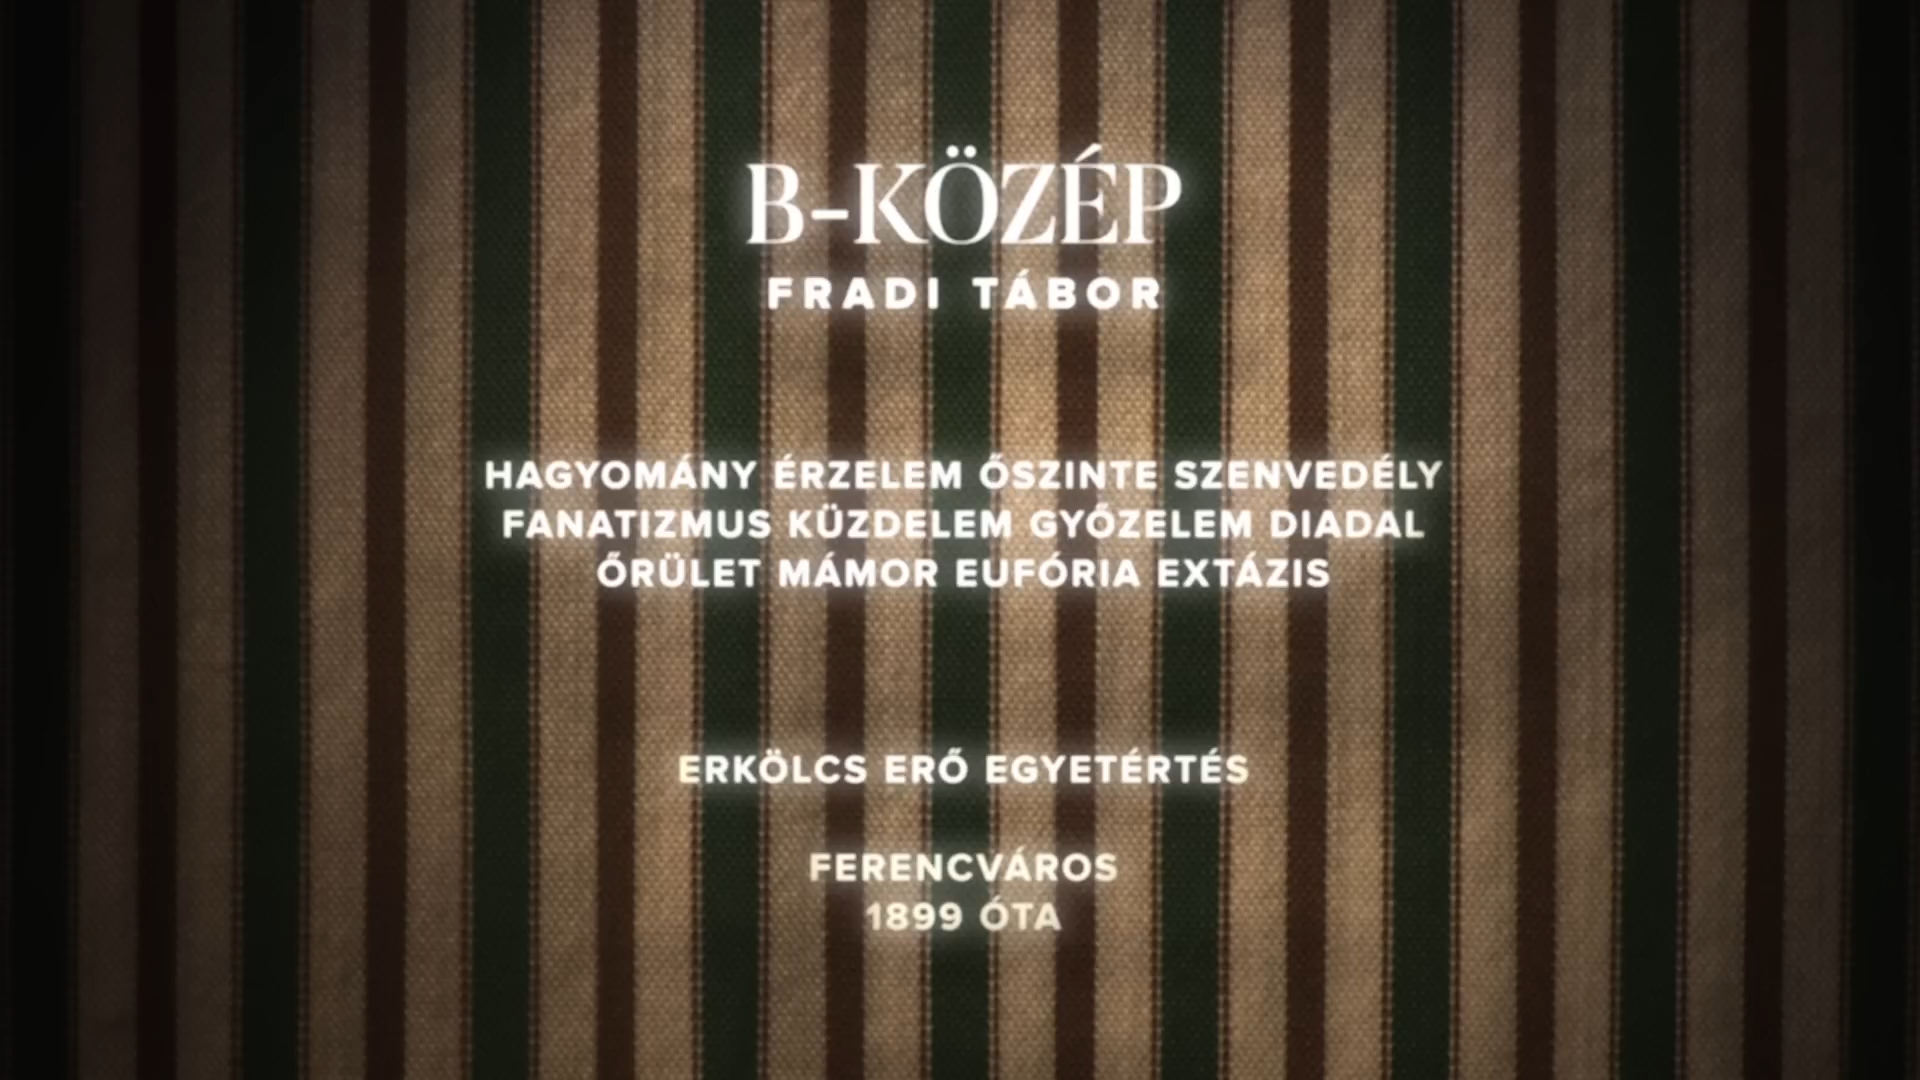 B-KÖZÉP
FRADI TÁBOR
HAGYOMÁNY ÉRZELEM ŐSZINTE SZENVEDÉLY
FANATIZMUS KÜZDELEM GYŐZELEM DIADAL
ŐRÜLET MÁMOR EUFÓRIA EXTÁZIS
ERKÖLCS ERŐ EGYETÉRTÉS
FERENCVÁROS
1899 ÓTA